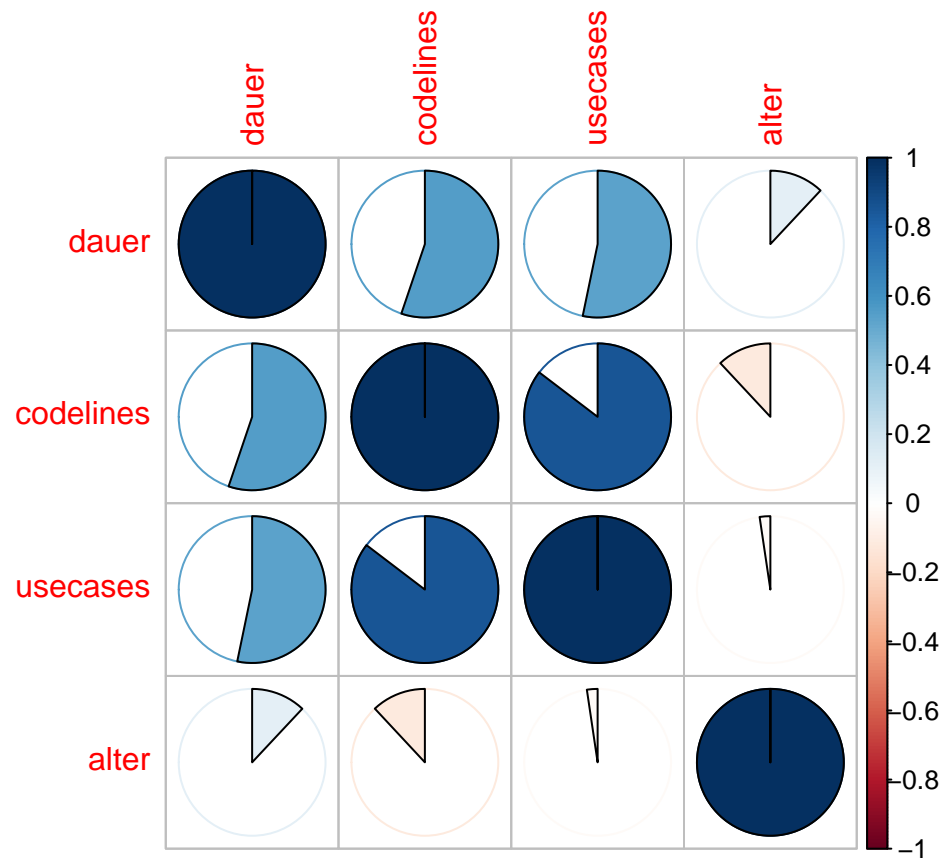 dauer
codelines
usecases
alter
dauer
codelines
usecases
alter
1
0.8
0.6
0.4
0.2
0
−0.2
−0.4
−0.6
−0.8
−1